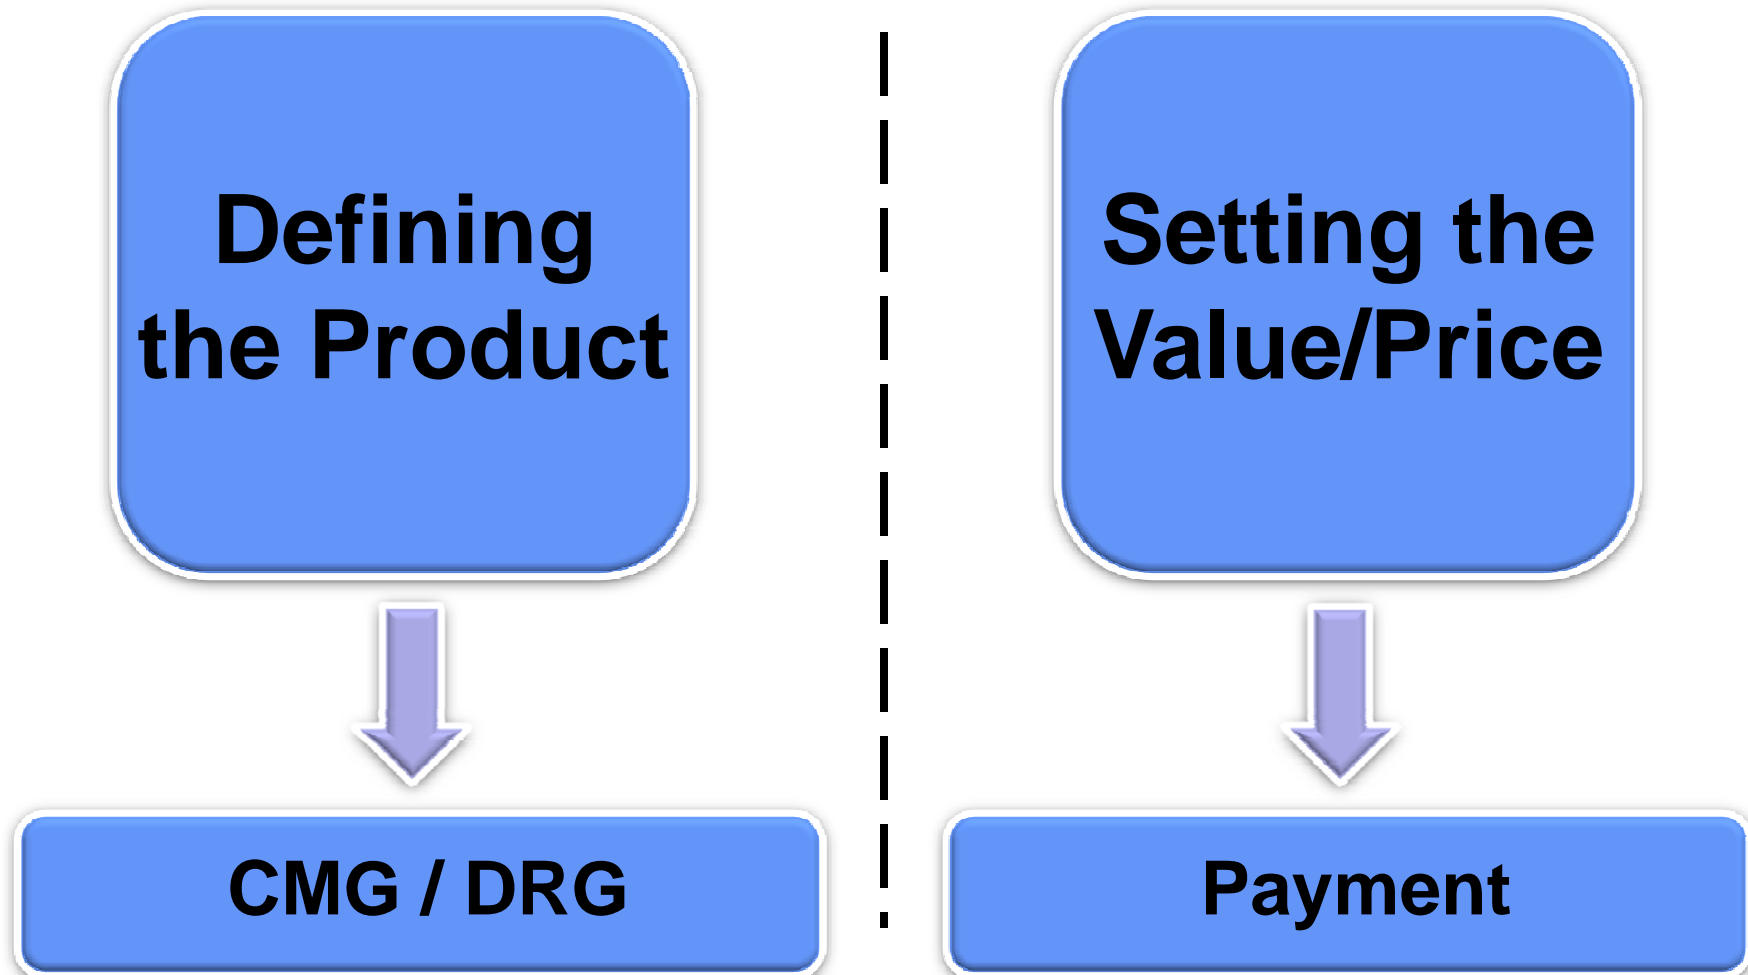 Defining
the Product
CMG / DRG
Setting the
Value/Price
Payment